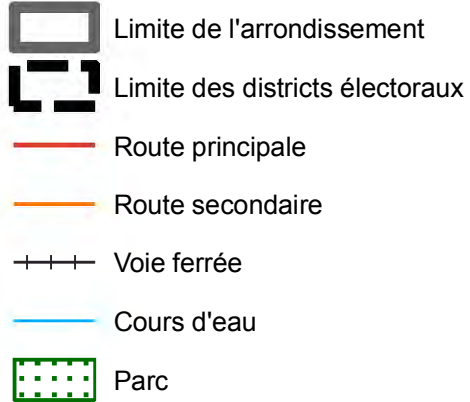 Limite de l'arrondissement
Limite des districts électoraux
Route principale
Route secondaire
Voie ferrée
Cours d'eau
Parc